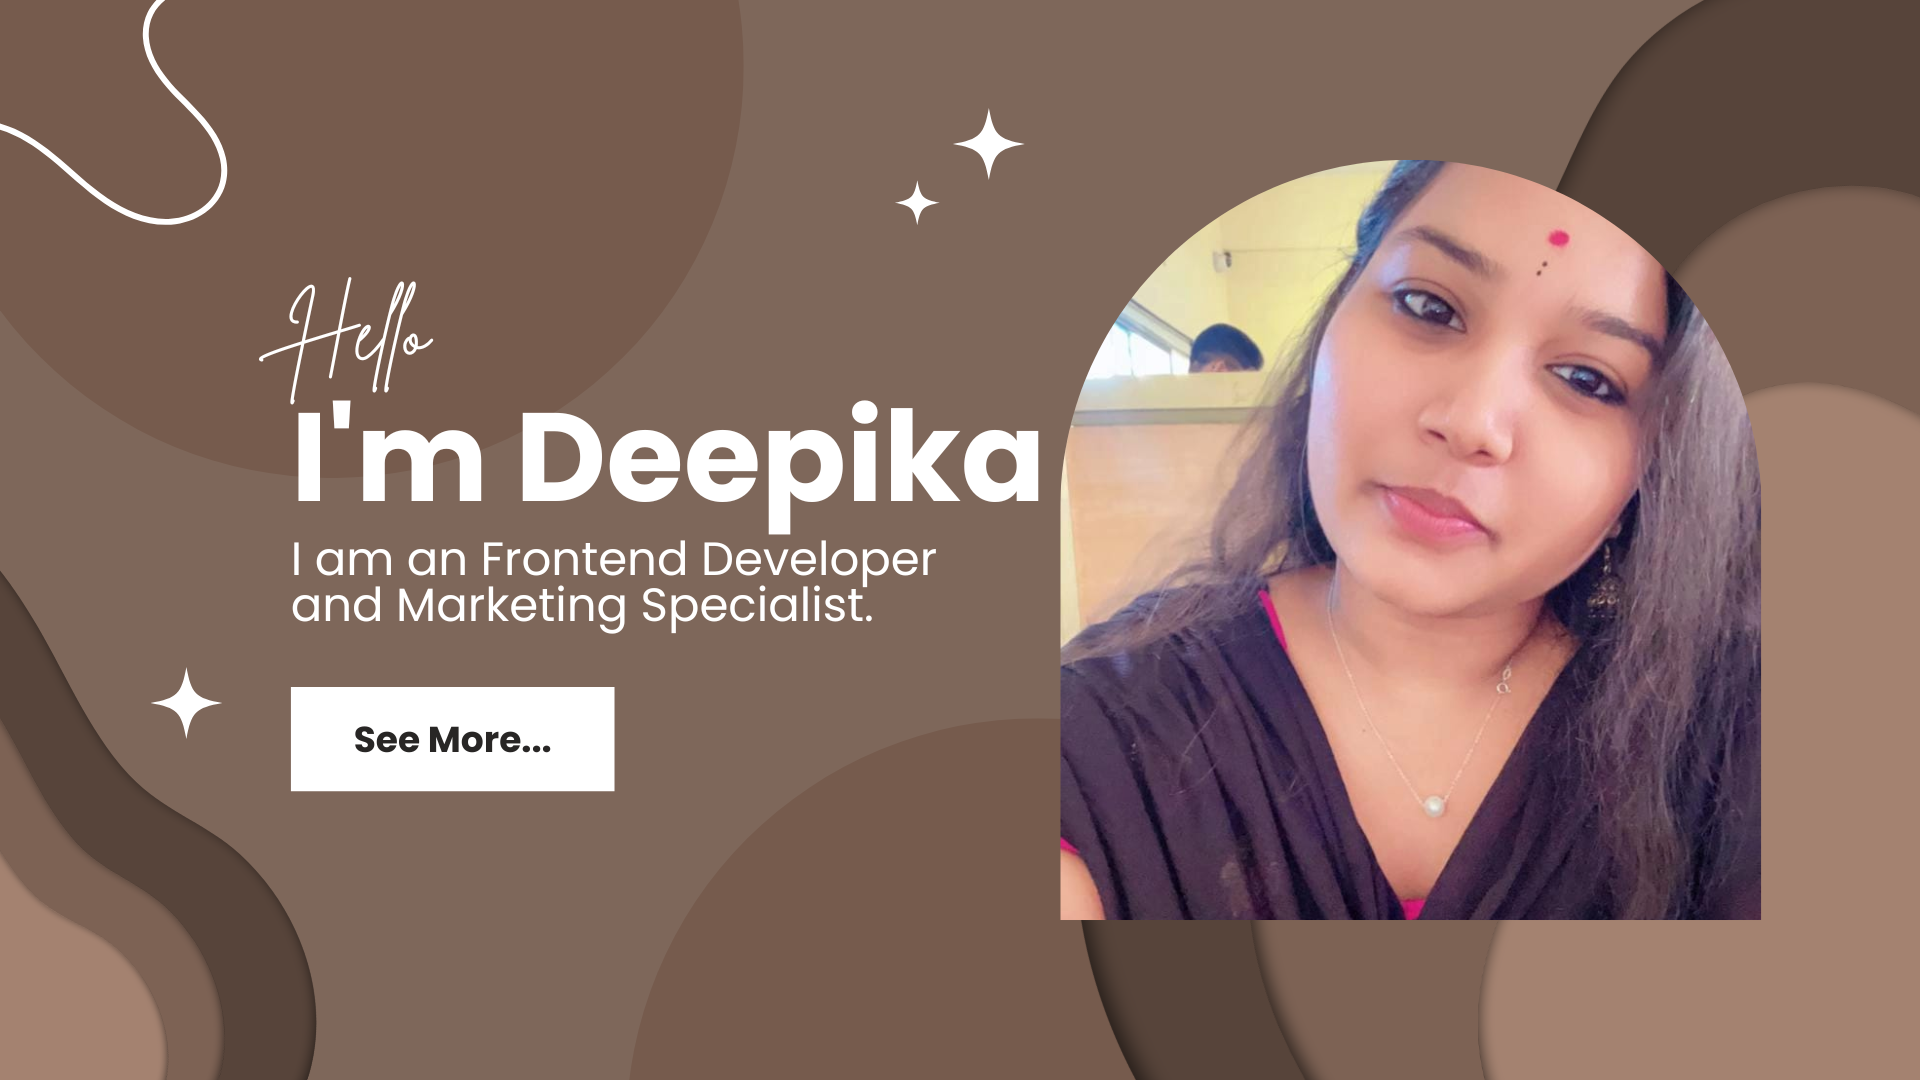 Hello
I'm Deepika
I am an Frontend Developer
and Marketing Specialist.
See More...